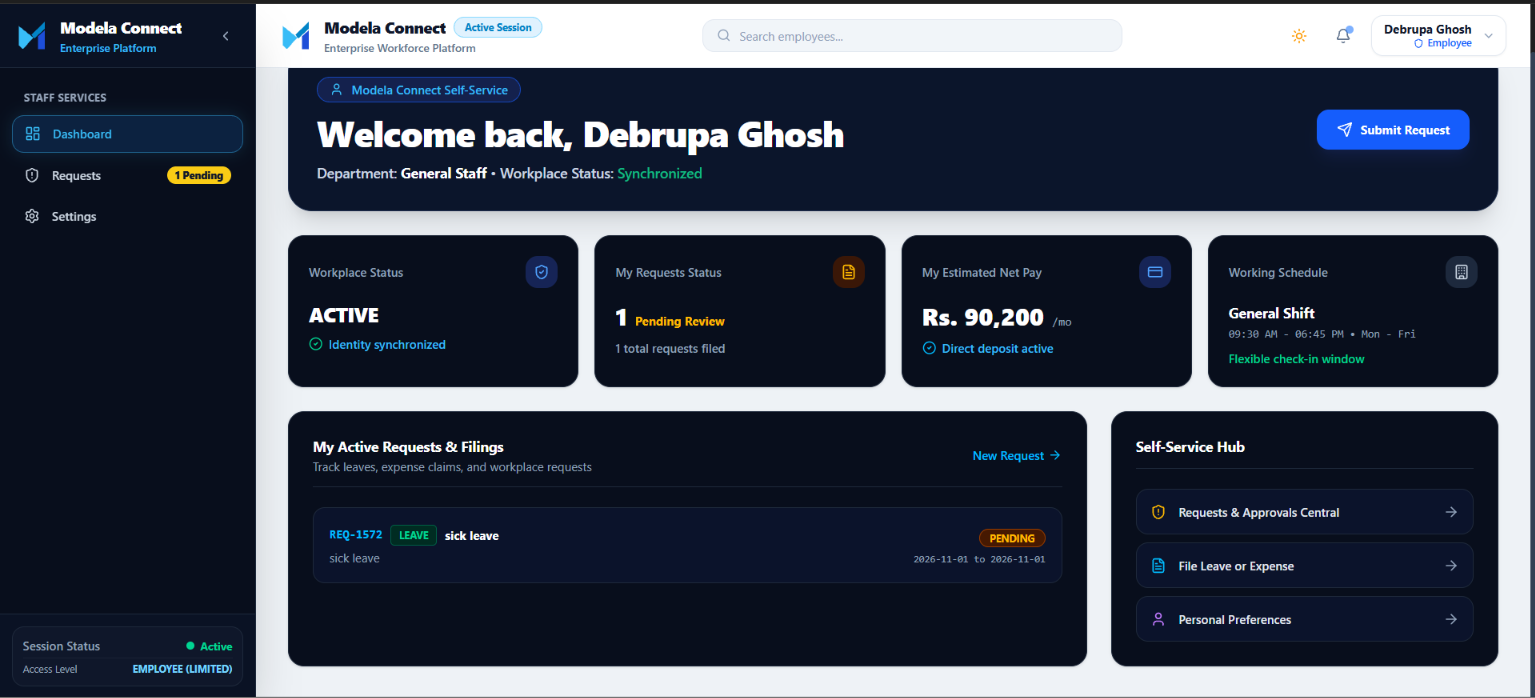 Modela Connect
Enterprise Platform
STAFF SERVICES
Dashboard
Requests 1 Pending
Settings
Session Status Active
Access Level EMPLOYEE (LIMITED)
Modela Connect Active Session
Enterprise Workforce Platform
Search employees...
Debrupa Ghosh
Employee
Modela Connect Self-Service
Welcome back, Debrupa Ghosh
Department: General Staff • Workplace Status: Synchronized
Submit Request
Workplace Status
ACTIVE
Identity synchronized
My Requests Status
1 Pending Review
1 total requests filed
My Estimated Net Pay
Rs. 90,200 /mo
Direct deposit active
Working Schedule
General Shift
09:30 AM - 06:45 PM • Mon - Fri
Flexible check-in window
My Active Requests & Filings
Track leaves, expense claims, and workplace requests
New Request
REQ-1572 LEAVE sick leave
sick leave
PENDING
2026-11-01 to 2026-11-01
Self-Service Hub
Requests & Approvals Central
File Leave or Expense
Personal Preferences